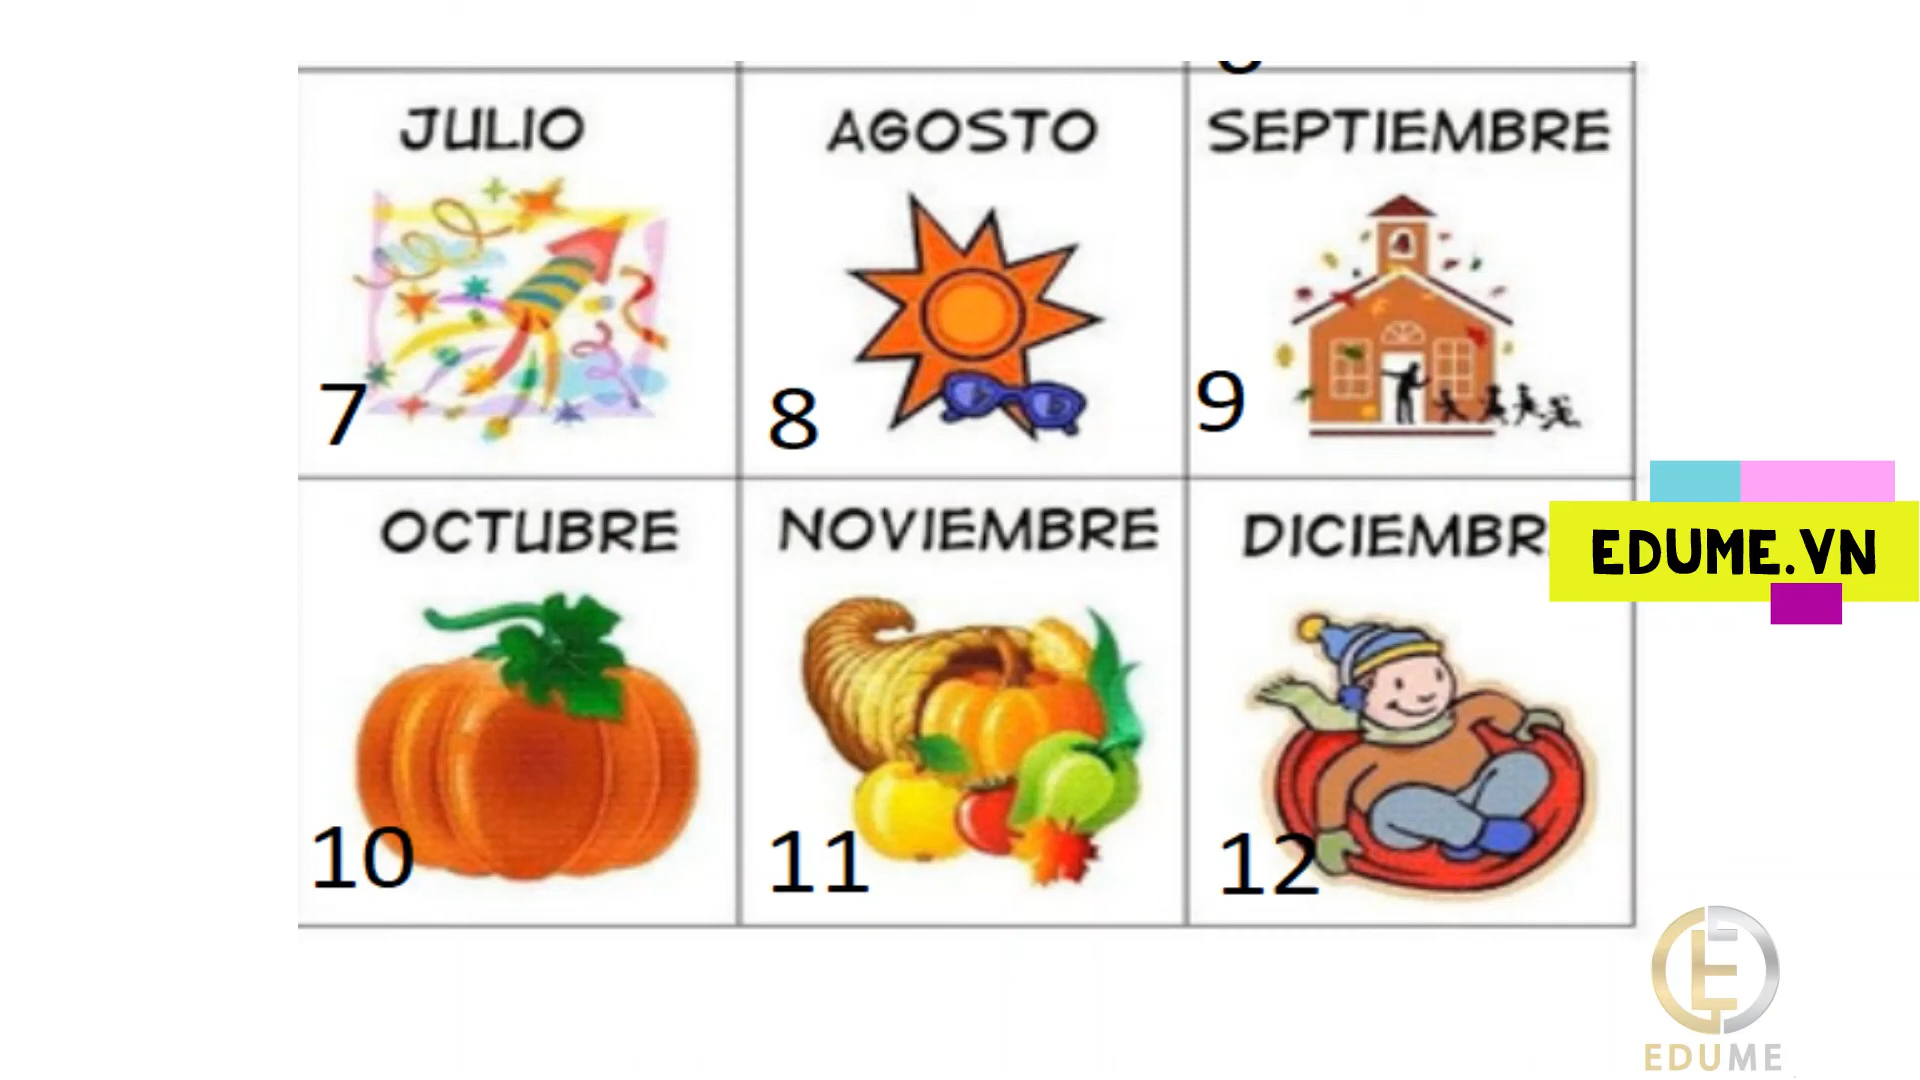 JULIO
AGOSTO
SEPTIEMBRE
7
8
9
OCTUBRE
NOVIEMBRE
DICIEMBR
EDUME.VN
10
11
12
EDUME